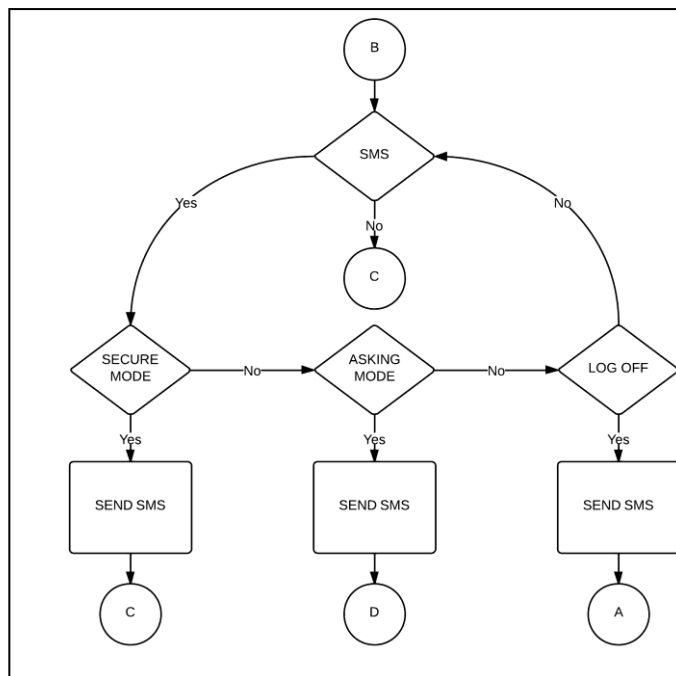 B
SMS
Yes
No
No
C
SECURE
MODE
No
ASKING
MODE
No
LOG OFF
Yes
Yes
Yes
SEND SMS
SEND SMS
SEND SMS
C
D
A